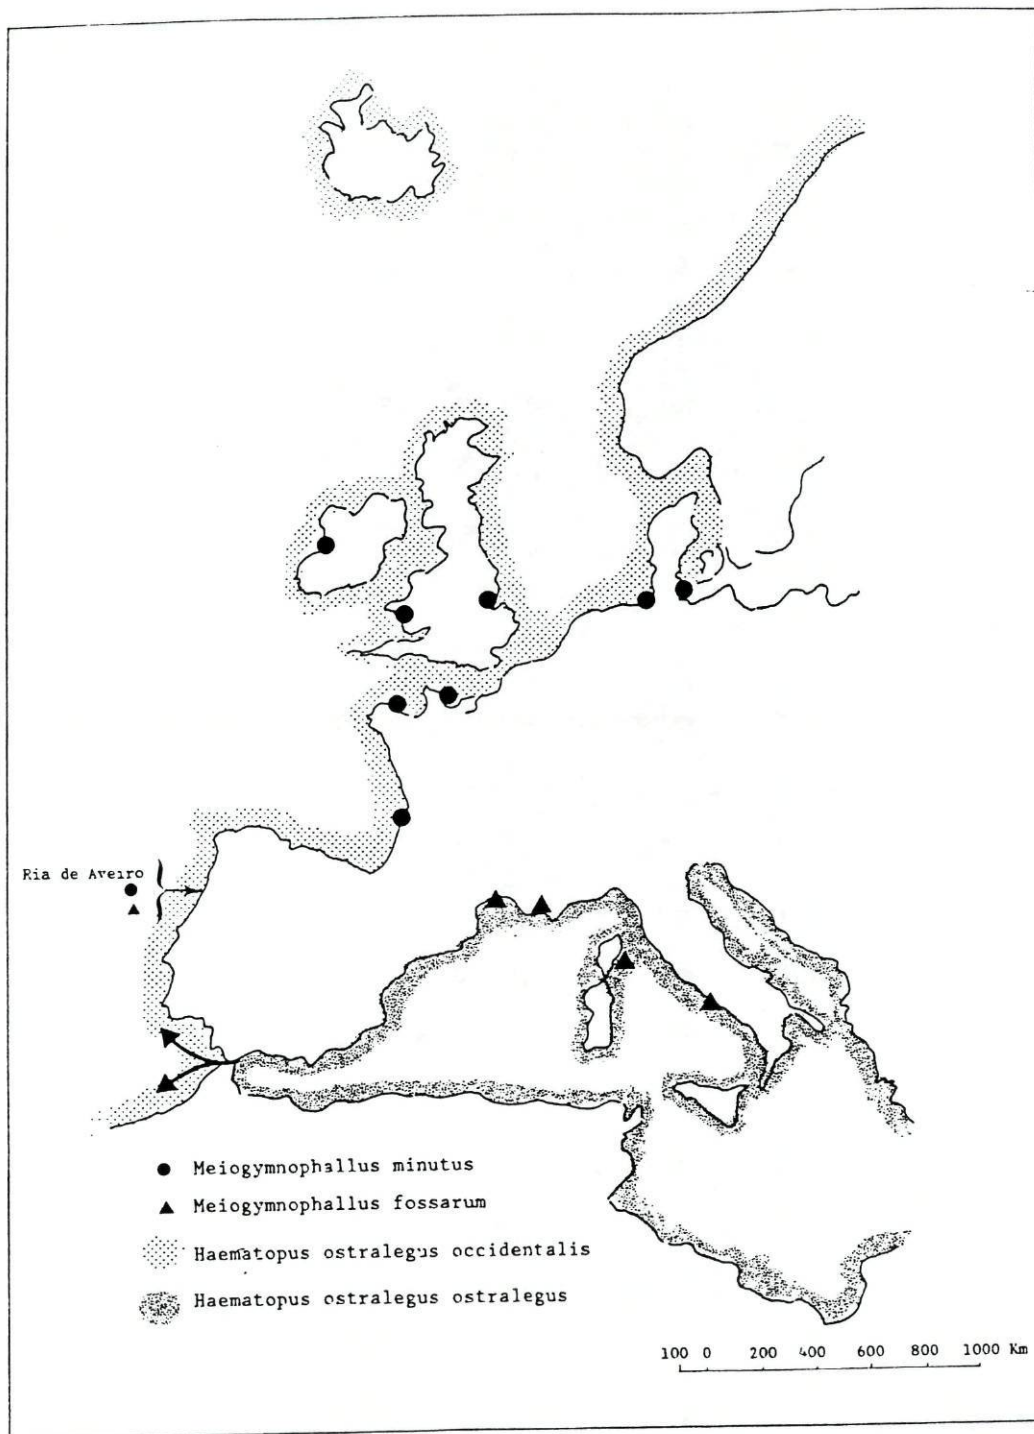 Ria de Aveiro
Meiogymnophallus minutus
Meiogymnophallus fossarum
Haematopus ostralegus occidentalis
Haematopus ostralegus ostralegus
100 0 200 400 600 1000 Km